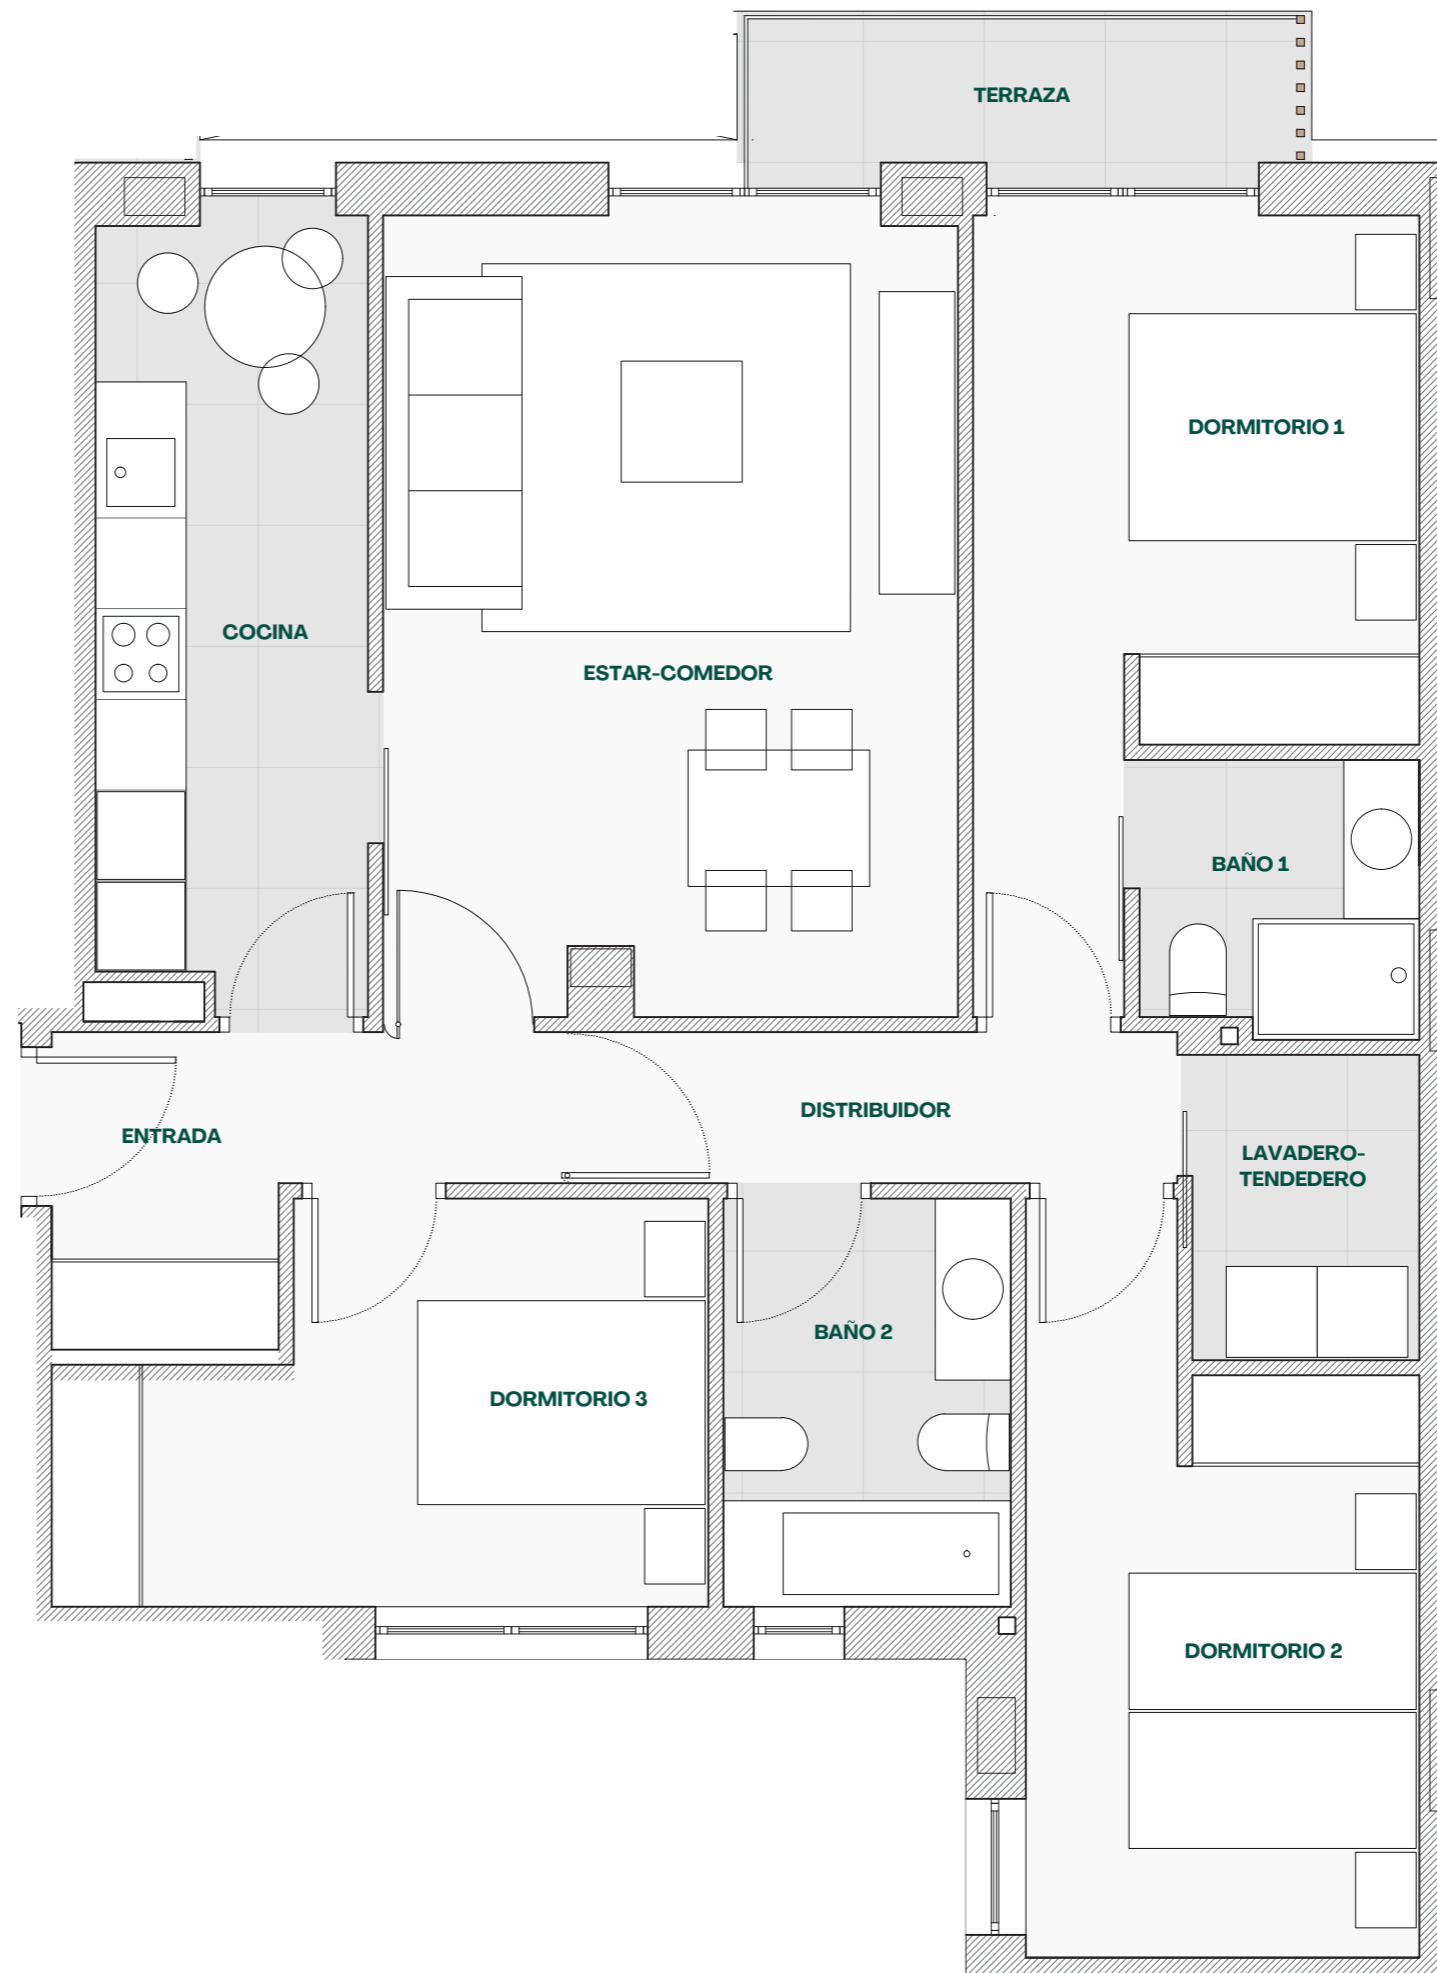 TERRAZA
DORMITORIO 1
COCINA
ESTAR-COMEDOR
BAÑO 1
DISTRIBUIDOR
ENTRADA
LAVADERO-
TENDEDERO
BAÑO 2
DORMITORIO 3
DORMITORIO 2